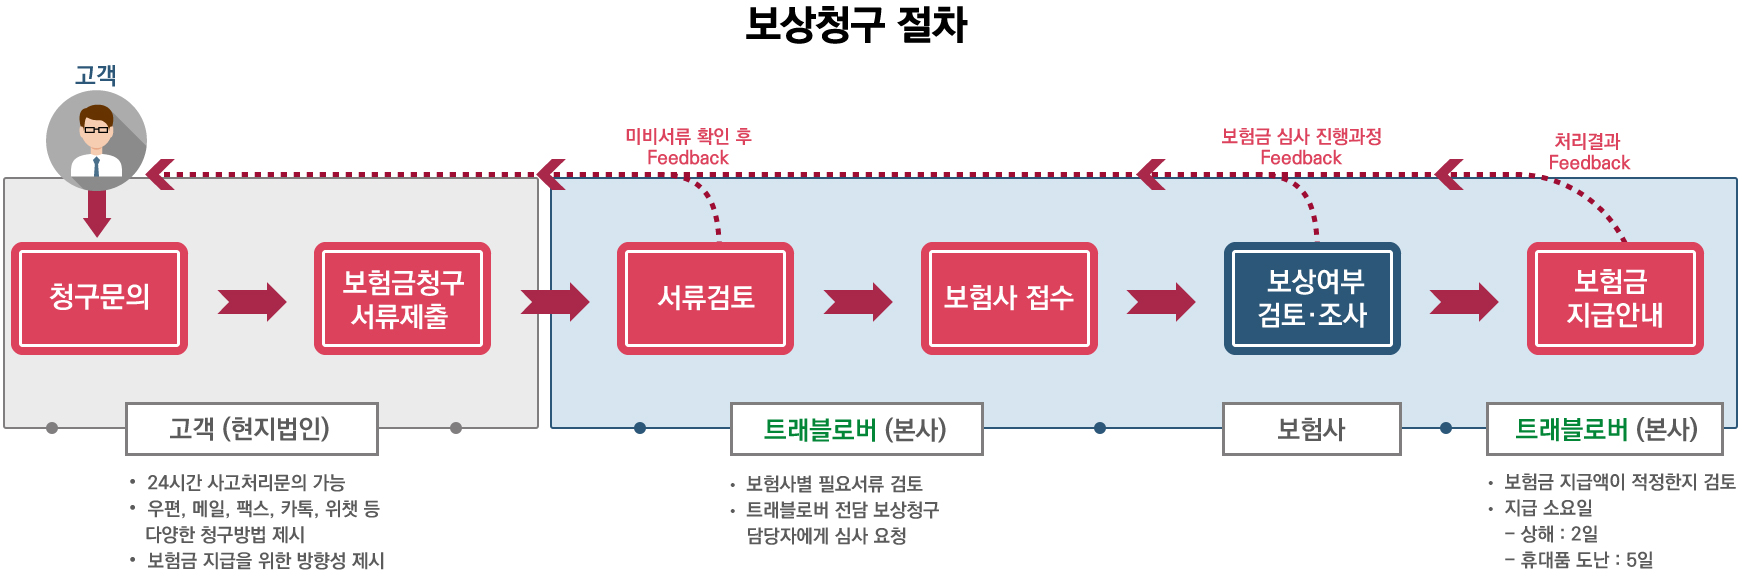 보상청구 절차
고객
미비서류 확인 후
Feedback
보험금 심사 진행과정
Feedback
처리결과
Feedback
청구문의
보험금청구
서류제출
서류검토
보험사 접수
보상여부
검토·조사
보험금
지급안내
고객 (현지법인)
트래블로버 (본사)
보험사
트래블로버 (본사)
• 24시간 사고처리문의 가능
• 우편, 메일, 팩스, 카톡, 위챗 등
다양한 청구방법 제시
• 보험금 지급을 위한 방향성 제시
• 보험사별 필요서류 검토
• 트래블로버 전담 보상청구
담당자에게 심사 요청
• 보험금 지급액이 적정한지 검토
• 지급 소요일
– 상해 : 2일
– 휴대품 도난 : 5일